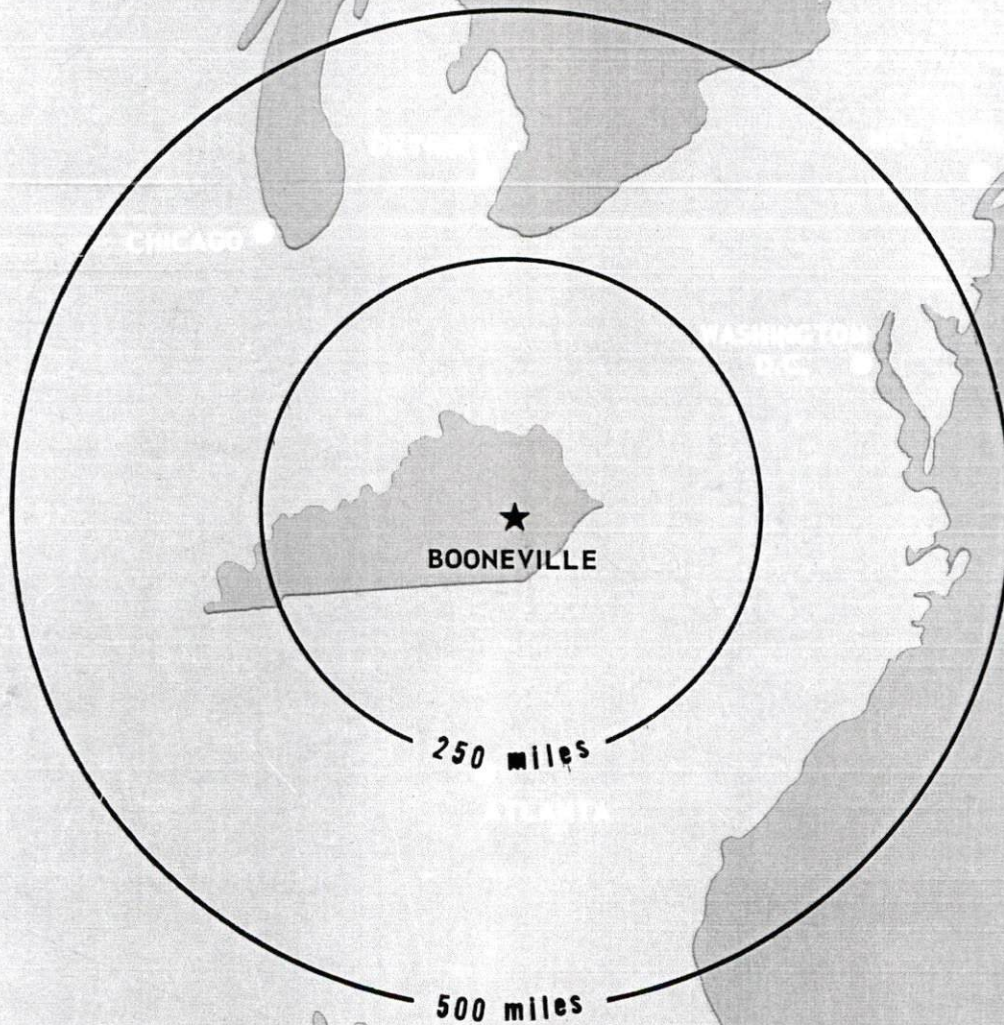 CHICAGO
WASHINGTON
D.C.
BOONEVILLE
250 miles
ATLANTA
500 miles